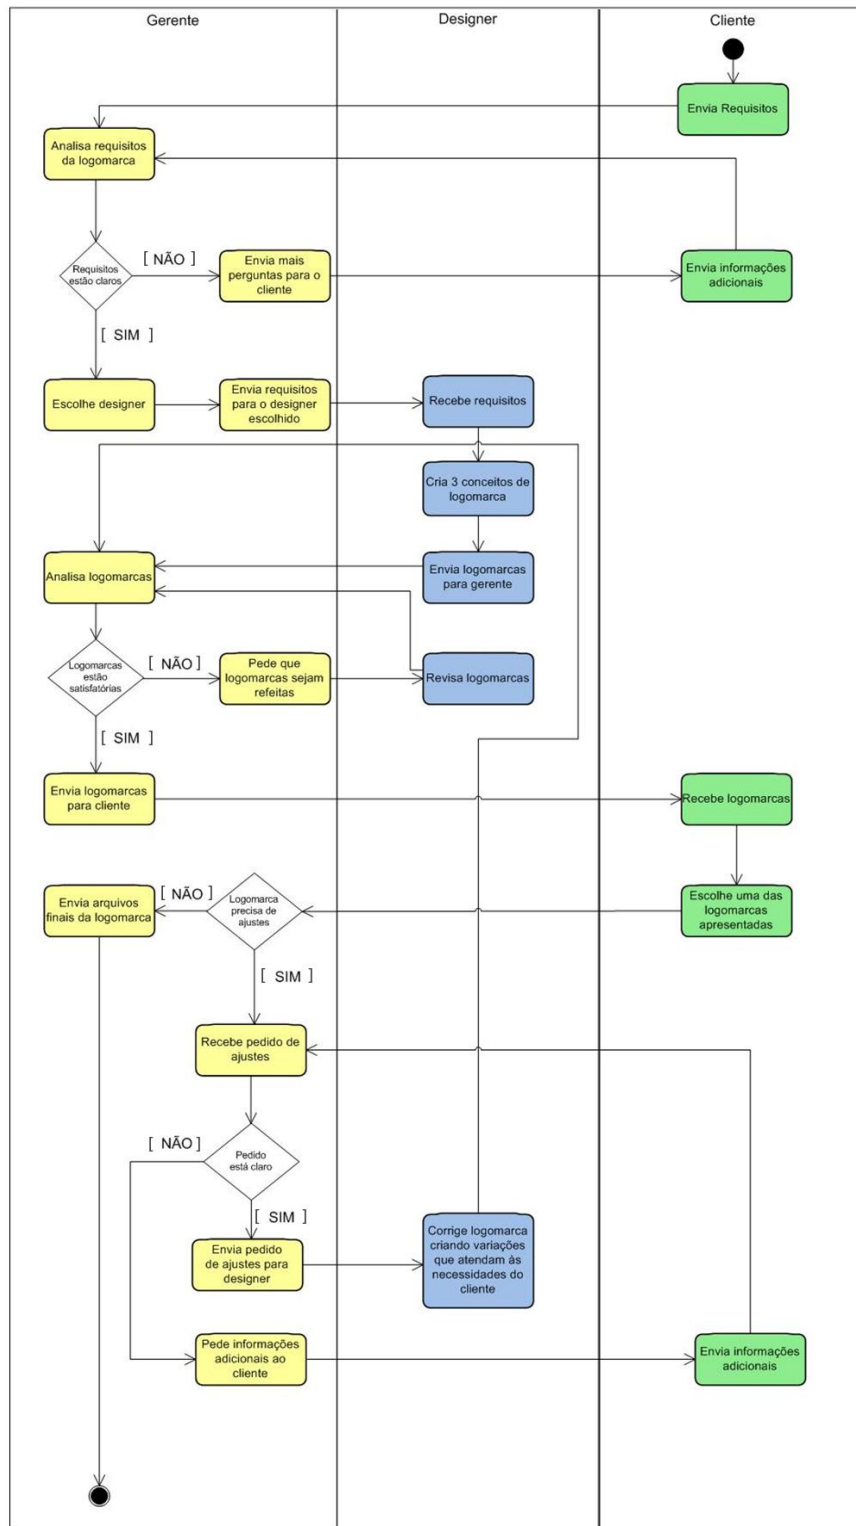 Gerente
Designer
Cliente
Envia Requisitos
Analisa requisitos
da logomarca
Requisitos
estão claros
[ NÃO ]
Envia mais
perguntas para o
cliente
Envia informações
adicionais
[ SIM ]
Escolhe designer
Envia requisitos
para o designer
escolhido
Recebe requisitos
Cria 3 conceitos de
logomarca
Analisa logomarcas
Envia logomarcas
para gerente
Logomarcas
estão
satisfatórias
[ NÃO ]
Pede que
logomarcas sejam
refeitas
Revisa logomarcas
[ SIM ]
Envia logomarcas
para cliente
Recebe logomarcas
Envia arquivos
finais da logomarca
[ NÃO ]
Logomarca
precisa de
ajustes
Escolhe uma das
logomarcas
apresentadas
[ SIM ]
Recebe pedido de
ajustes
[ NÃO ]
Pedido
está claro
[ SIM ]
Envia pedido
de ajustes para
designer
Corrige logomarca
criando variações
que atendam às
necessidades do
cliente
Pede informações
adicionais ao
cliente
Envia informações
adicionais